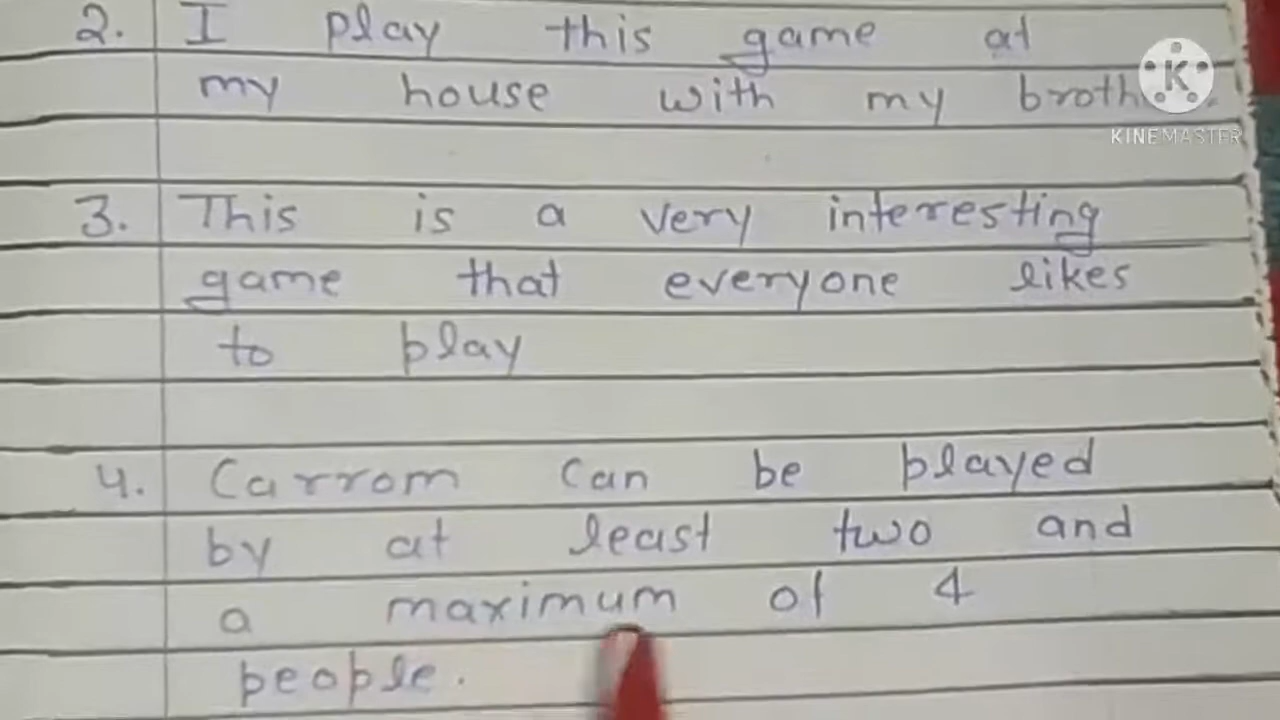 2. I play this game at
my house with my broth
KINEMASTER
3. This is a very interesting
game that everyone likes
to play
4. Carrom can be played
by at least two and
a maximum of 4
people.